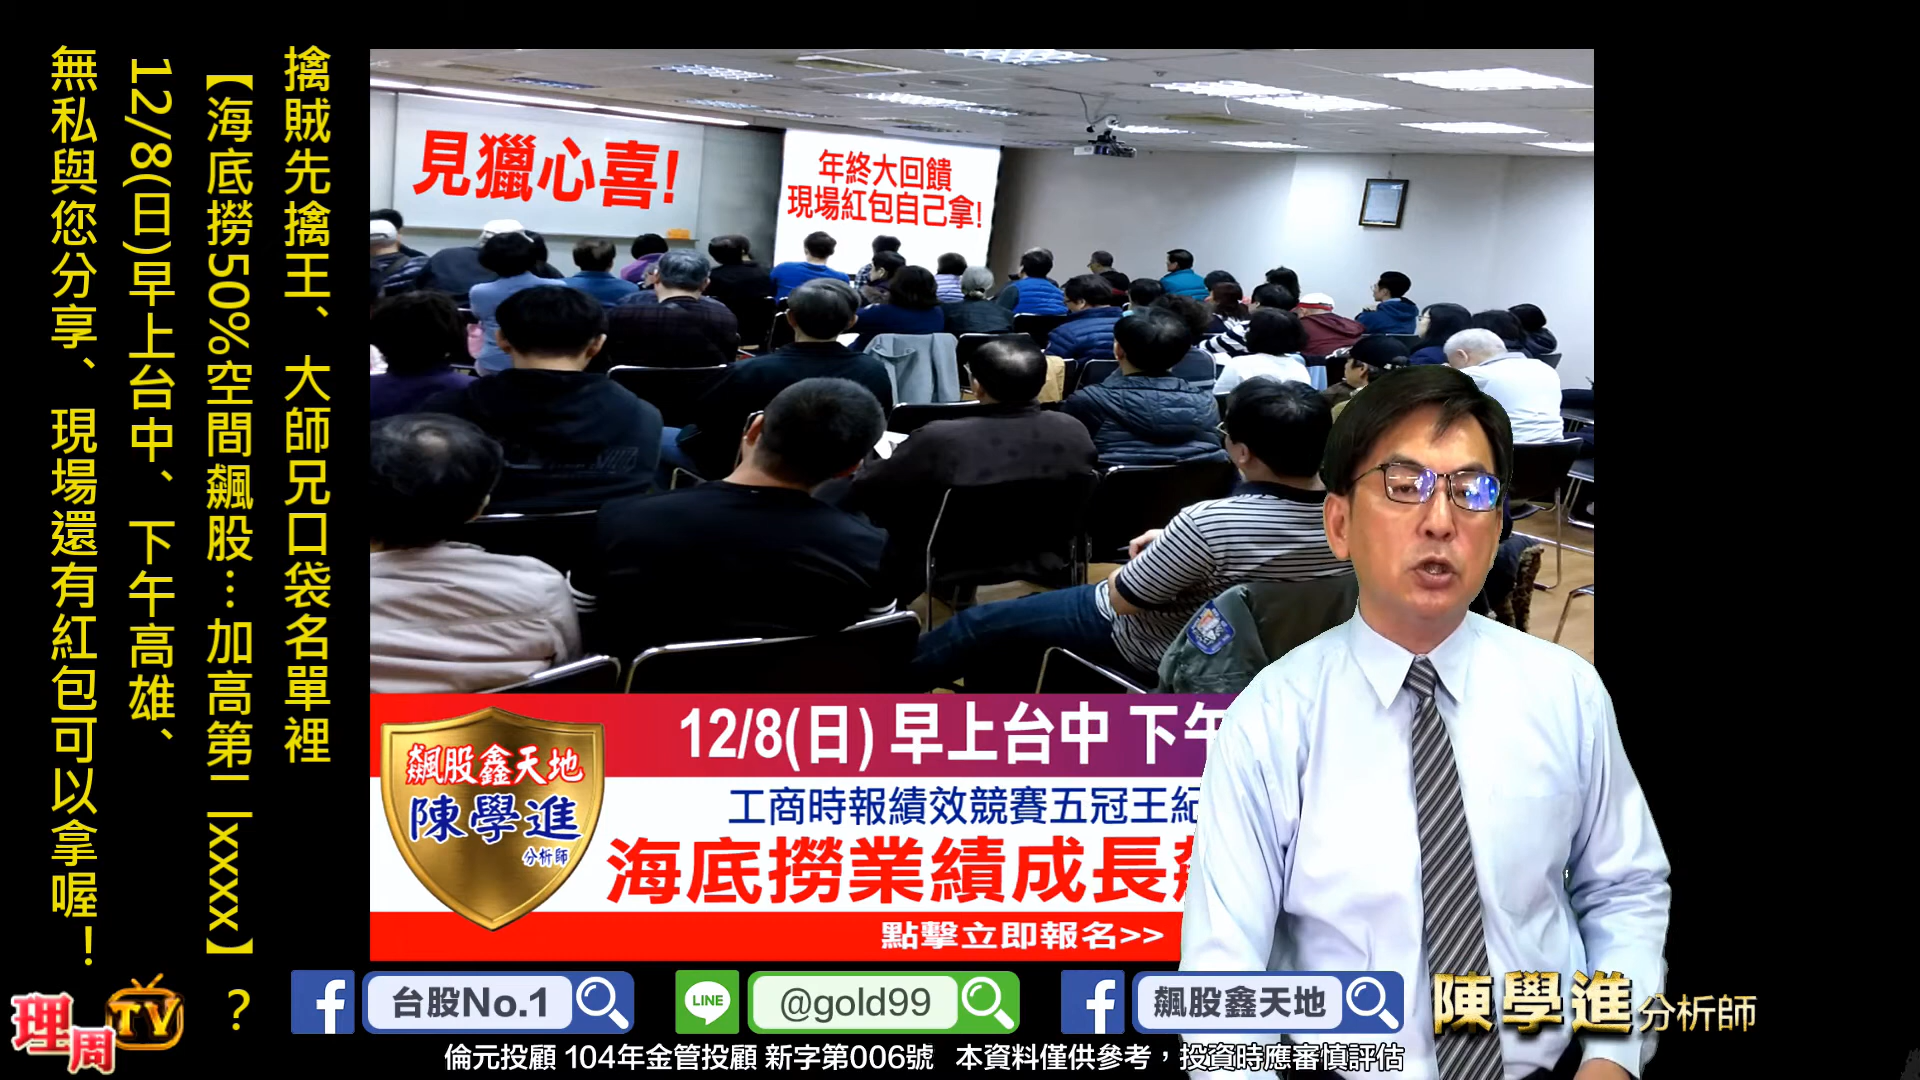 擒賊先擒王、大師兄口袋名單裡
【海底撈50%空間飆股…加高第二1xxxx】?
12/8(日)早上台中、下午高雄、
無私與您分享、現場還有紅包可以拿喔!
見獵心喜!
年終大回饋
現場紅包自己拿!
12/8(日) 早上台中 下午
工商時報績效競賽五冠王紀
海底撈業績成長
點擊立即報名>>
飆股鑫天地
陳學進
分析師
理周TV
台股No.1
LINE
@gold99
飆股鑫天地
陳學進分析師
倫元投顧 104年金管投顧 新字第006號 本資料僅供參考,投資時應審慎評估